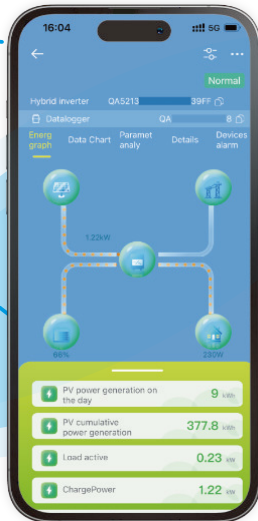 16:04
5G
Normal
Hybrid inverter QA5213 39FF
Datalogger QA 8
Energ Data Chart Paramet Details Devices
graph analy alarm
1.22kW
98%
230W
PV power generation on 9 kWh
the day
PV cumulative 377.8 kWh
power generation
Load active 0.23 kW
ChargePower 1.22 kW